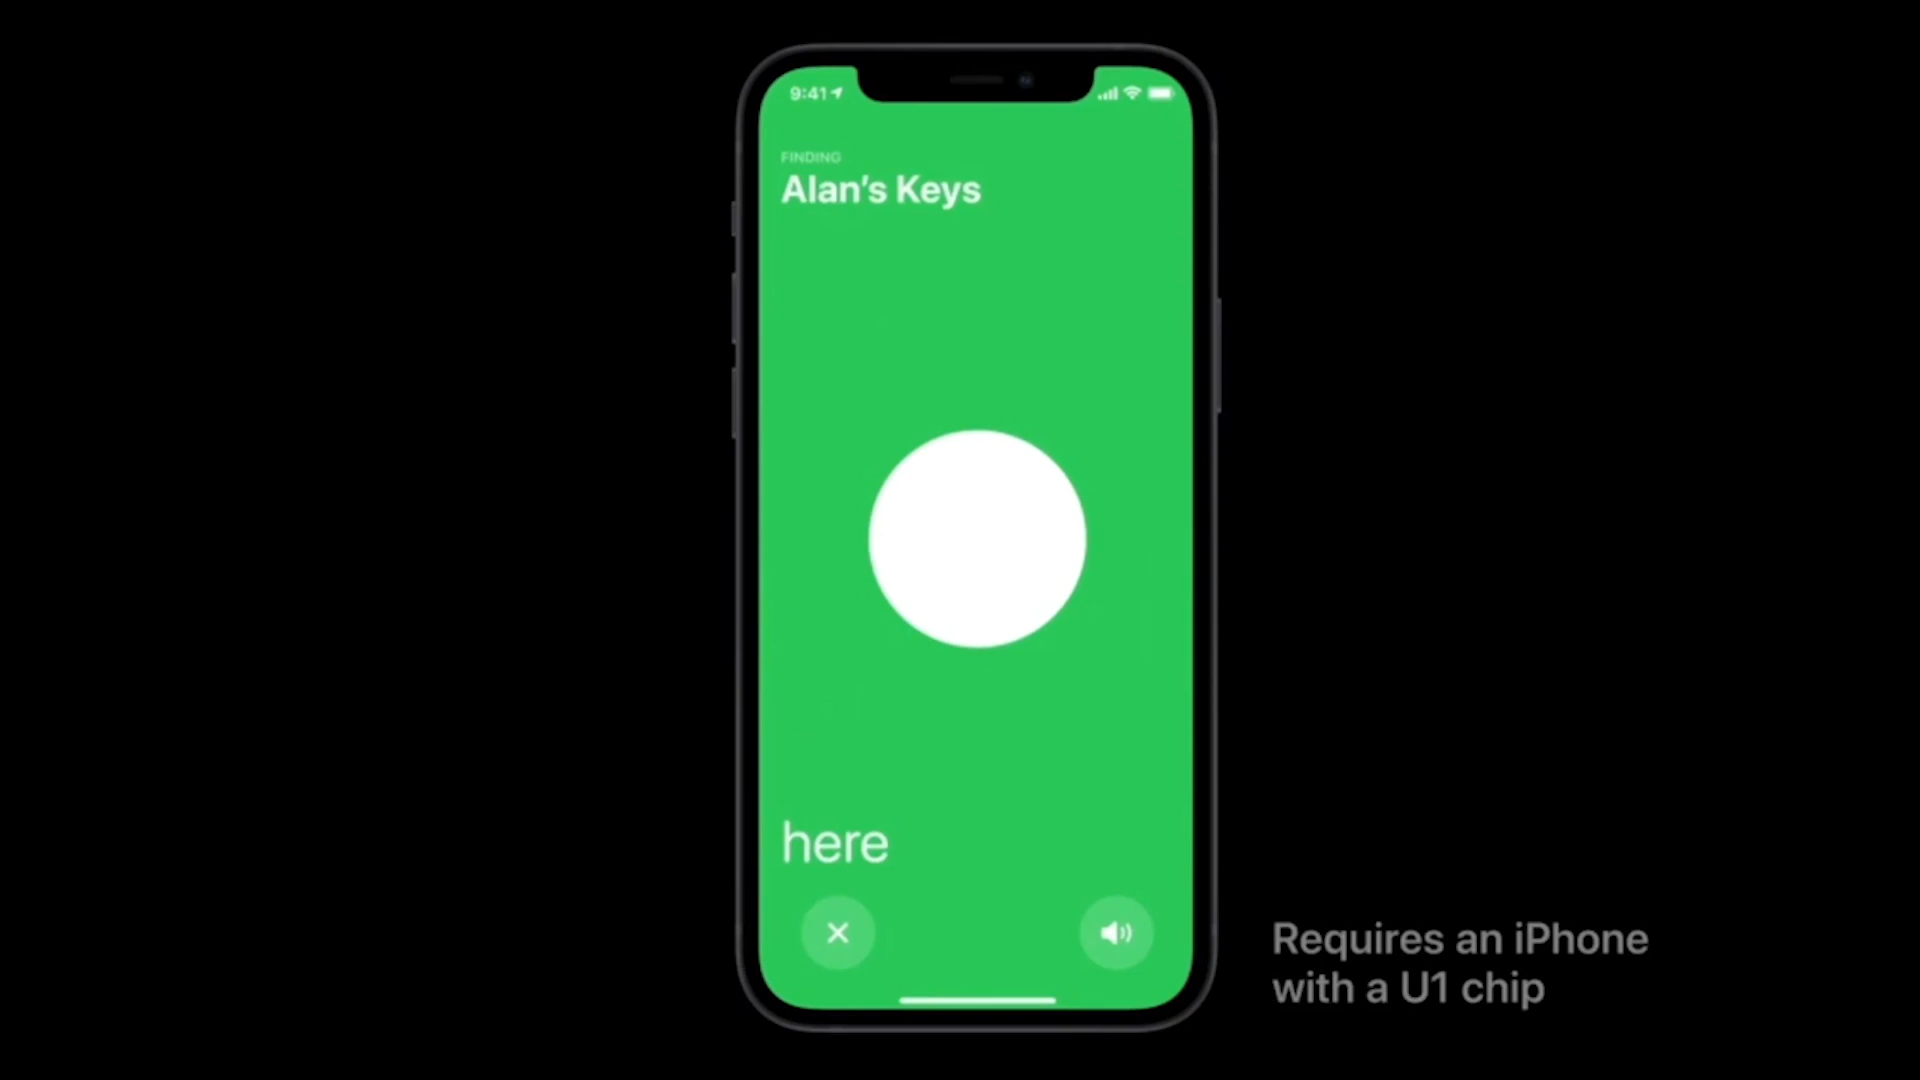 9:41
FINDING
Alan's Keys
here
Requires an iPhone
with a U1 chip